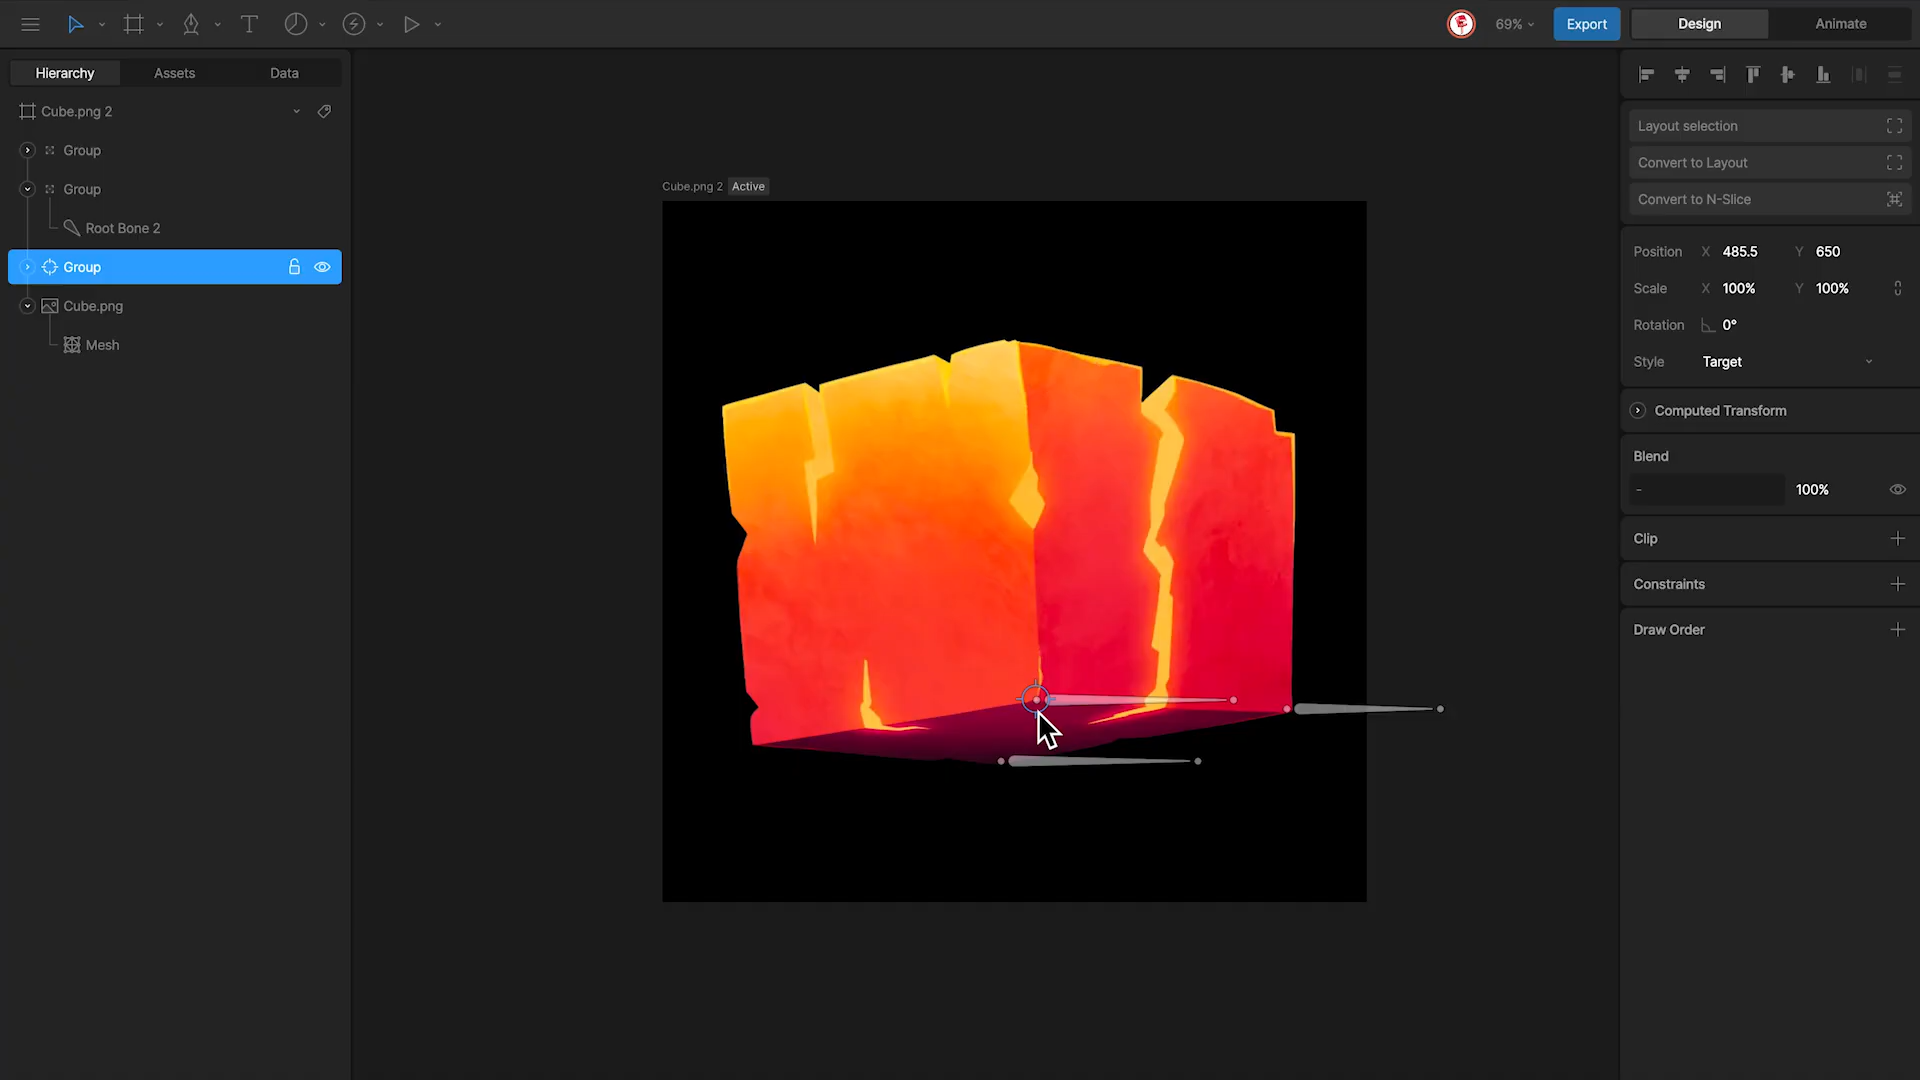 69%
Export
Design
Animate
Hierarchy
Assets
Data
Cube.png 2
Group
Group
Root Bone 2
Group
Cube.png
Mesh
Cube.png 2 Active
Layout selection
Convert to Layout
Convert to N-Slice
Position X 485.5 Y 650
Scale X 100% Y 100%
Rotation 0°
Style Target
Computed Transform
Blend
- 100%
Clip
Constraints
Draw Order